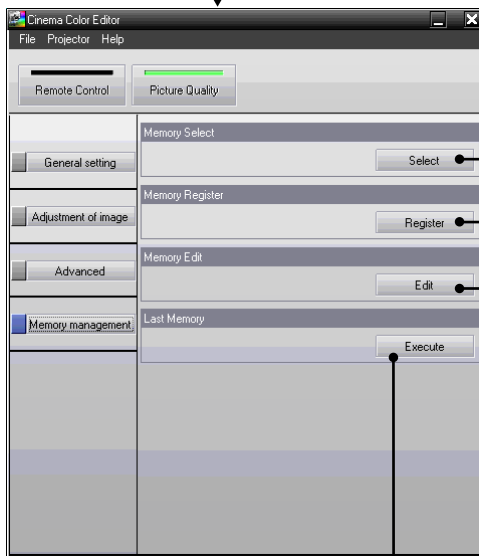 Cinema Color Editor
File Projector Help
Remote Control
Picture Quality
General setting
Adjustment of image
Advanced
Memory management
Memory Select
Select
Memory Register
Register
Memory Edit
Edit
Last Memory
Execute